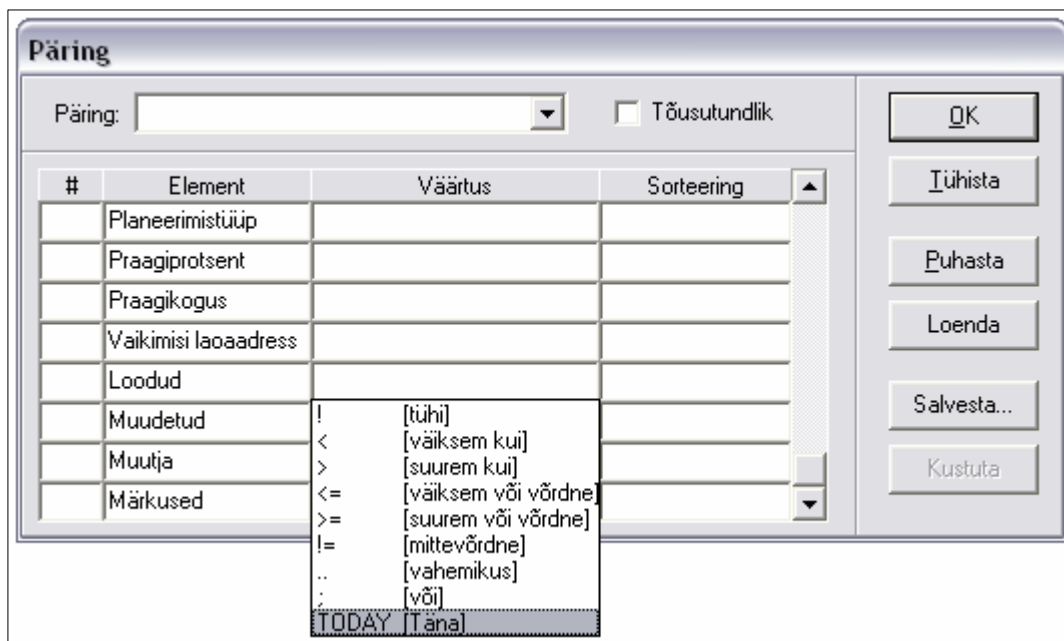 Päring
Päring:
Tõusutundlik
# Element Väärtus Sorteering
Planeerimistüüp
Praagiprotsent
Praagikogus
Vaikimisi laoaadress
Loodud
Muudetud
Muutja
Märkused
! [tühi]
< [väiksem kui]
> [suurem kui]
<= [väiksem või võrdne]
>= [suurem või võrdne]
!= [mittevõrdne]
.. [vahemikus]
; [või]
TODAY [Täna]
OK
Tühista
Puhasta
Loenda
Salvesta...
Kustuta